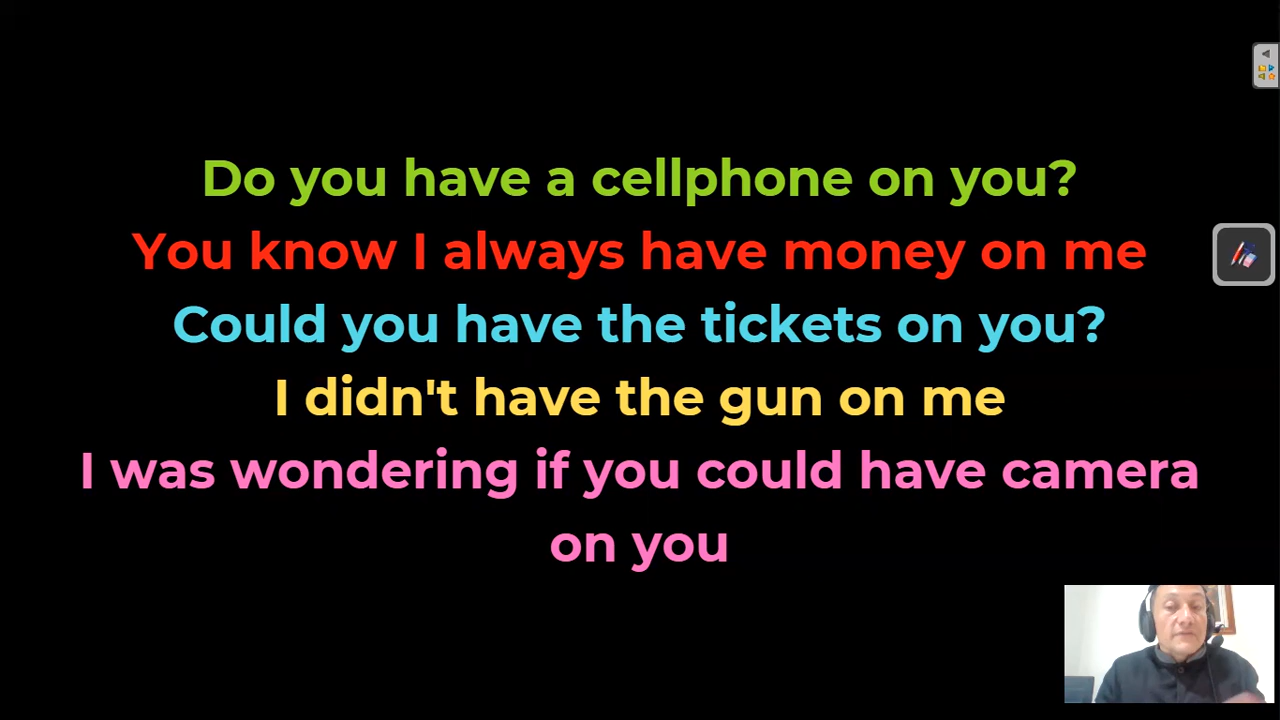 Do you have a cellphone on you?
You know I always have money on me
Could you have the tickets on you?
I didn't have the gun on me
I was wondering if you could have camera
on you